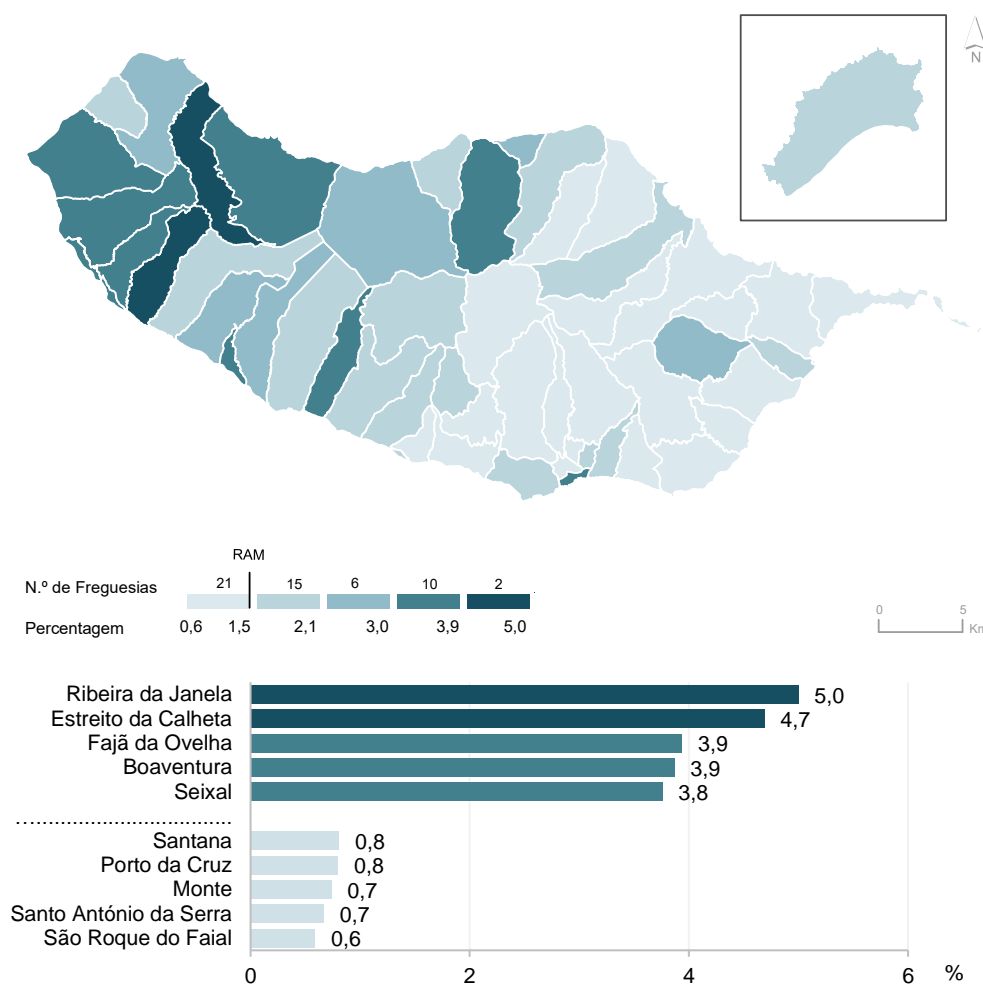 N
RAM
N.º de Freguesias 21 15 6 10 2
Percentagem 0,6 1,5 2,1 3,0 3,9 5,0
0 5
Km
Ribeira da Janela 5,0
Estreito da Calheta 4,7
Fajã da Ovelha 3,9
Boaventura 3,9
Seixal 3,8
Santana 0,8
Porto da Cruz 0,8
Monte 0,7
Santo António da Serra 0,7
São Roque do Faial 0,6
0 2 4 6 %